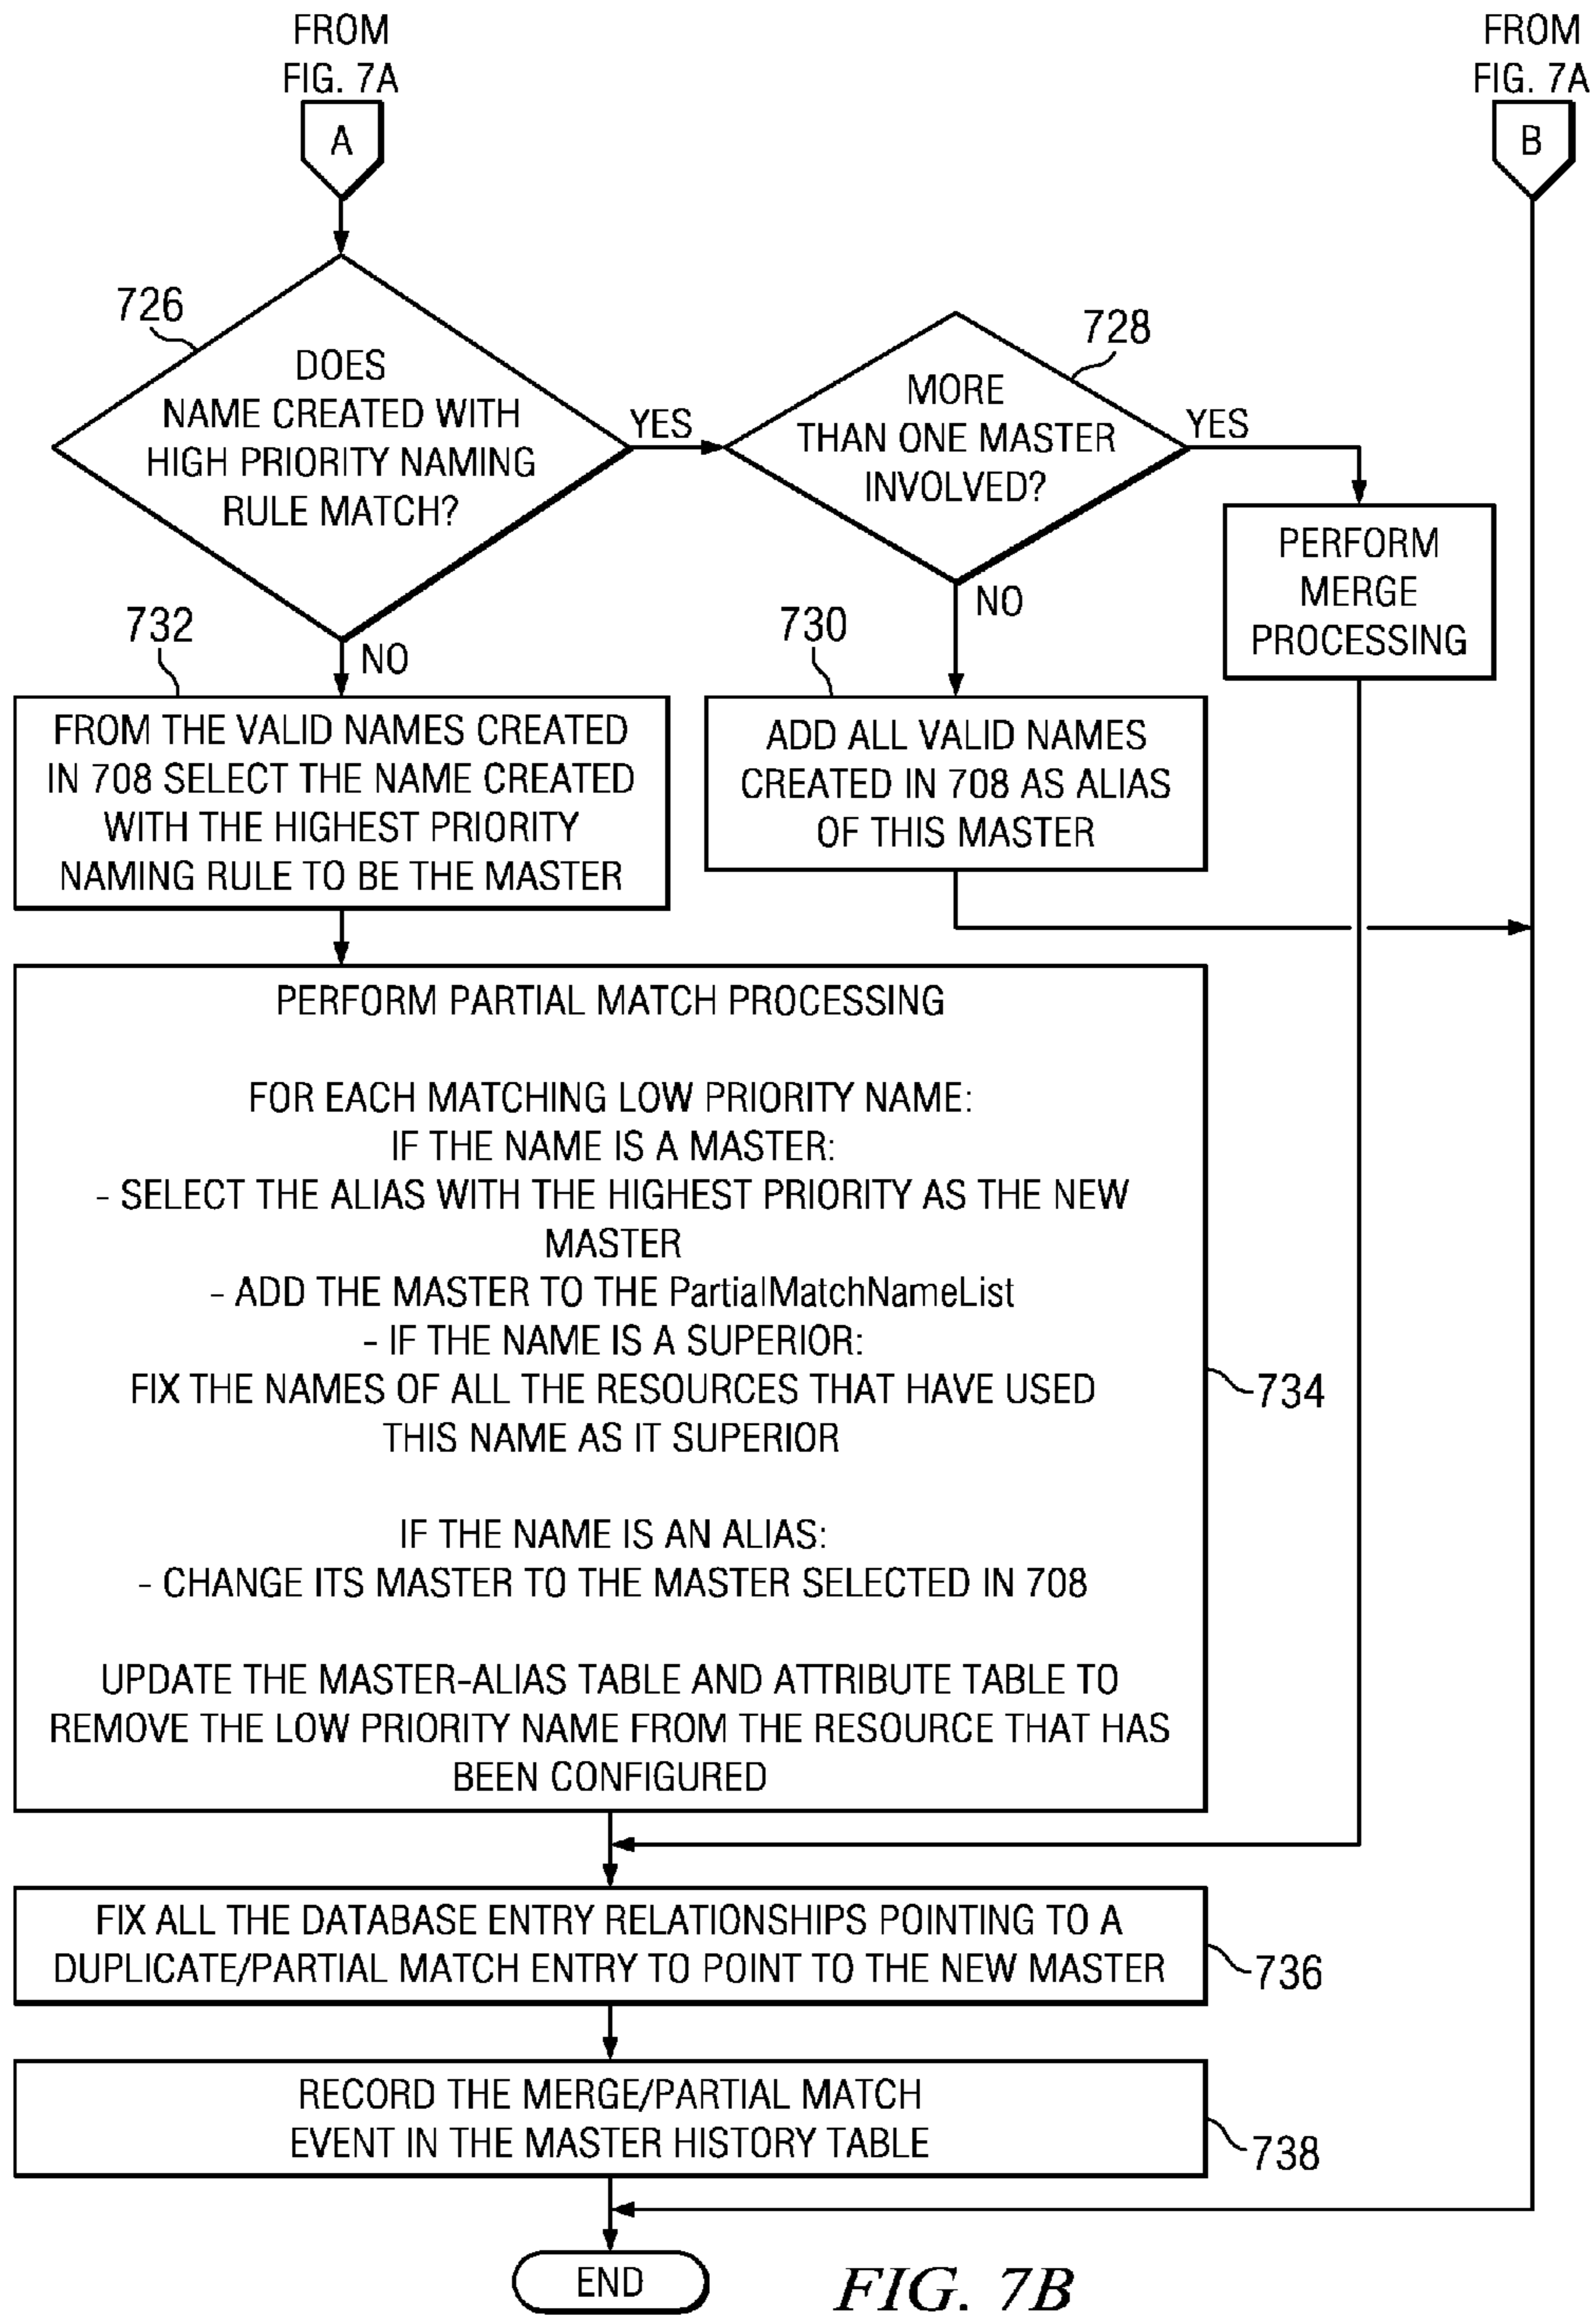 FROM
FIG. 7A
A
FROM
FIG. 7A
B
726
DOES
NAME CREATED WITH
HIGH PRIORITY NAMING
RULE MATCH?
YES
NO
728
MORE
THAN ONE MASTER
INVOLVED?
YES
NO
PERFORM
MERGE
PROCESSING
732
FROM THE VALID NAMES CREATED
IN 708 SELECT THE NAME CREATED
WITH THE HIGHEST PRIORITY
NAMING RULE TO BE THE MASTER
730
ADD ALL VALID NAMES
CREATED IN 708 AS ALIAS
OF THIS MASTER
PERFORM PARTIAL MATCH PROCESSING
FOR EACH MATCHING LOW PRIORITY NAME:
IF THE NAME IS A MASTER:
- SELECT THE ALIAS WITH THE HIGHEST PRIORITY AS THE NEW
MASTER
- ADD THE MASTER TO THE PartialMatchNameList
- IF THE NAME IS A SUPERIOR:
FIX THE NAMES OF ALL THE RESOURCES THAT HAVE USED
THIS NAME AS IT SUPERIOR
IF THE NAME IS AN ALIAS:
- CHANGE ITS MASTER TO THE MASTER SELECTED IN 708
UPDATE THE MASTER-ALIAS TABLE AND ATTRIBUTE TABLE TO
REMOVE THE LOW PRIORITY NAME FROM THE RESOURCE THAT HAS
BEEN CONFIGURED
734
FIX ALL THE DATABASE ENTRY RELATIONSHIPS POINTING TO A
DUPLICATE/PARTIAL MATCH ENTRY TO POINT TO THE NEW MASTER
736
RECORD THE MERGE/PARTIAL MATCH
EVENT IN THE MASTER HISTORY TABLE
738
END
FIG. 7B